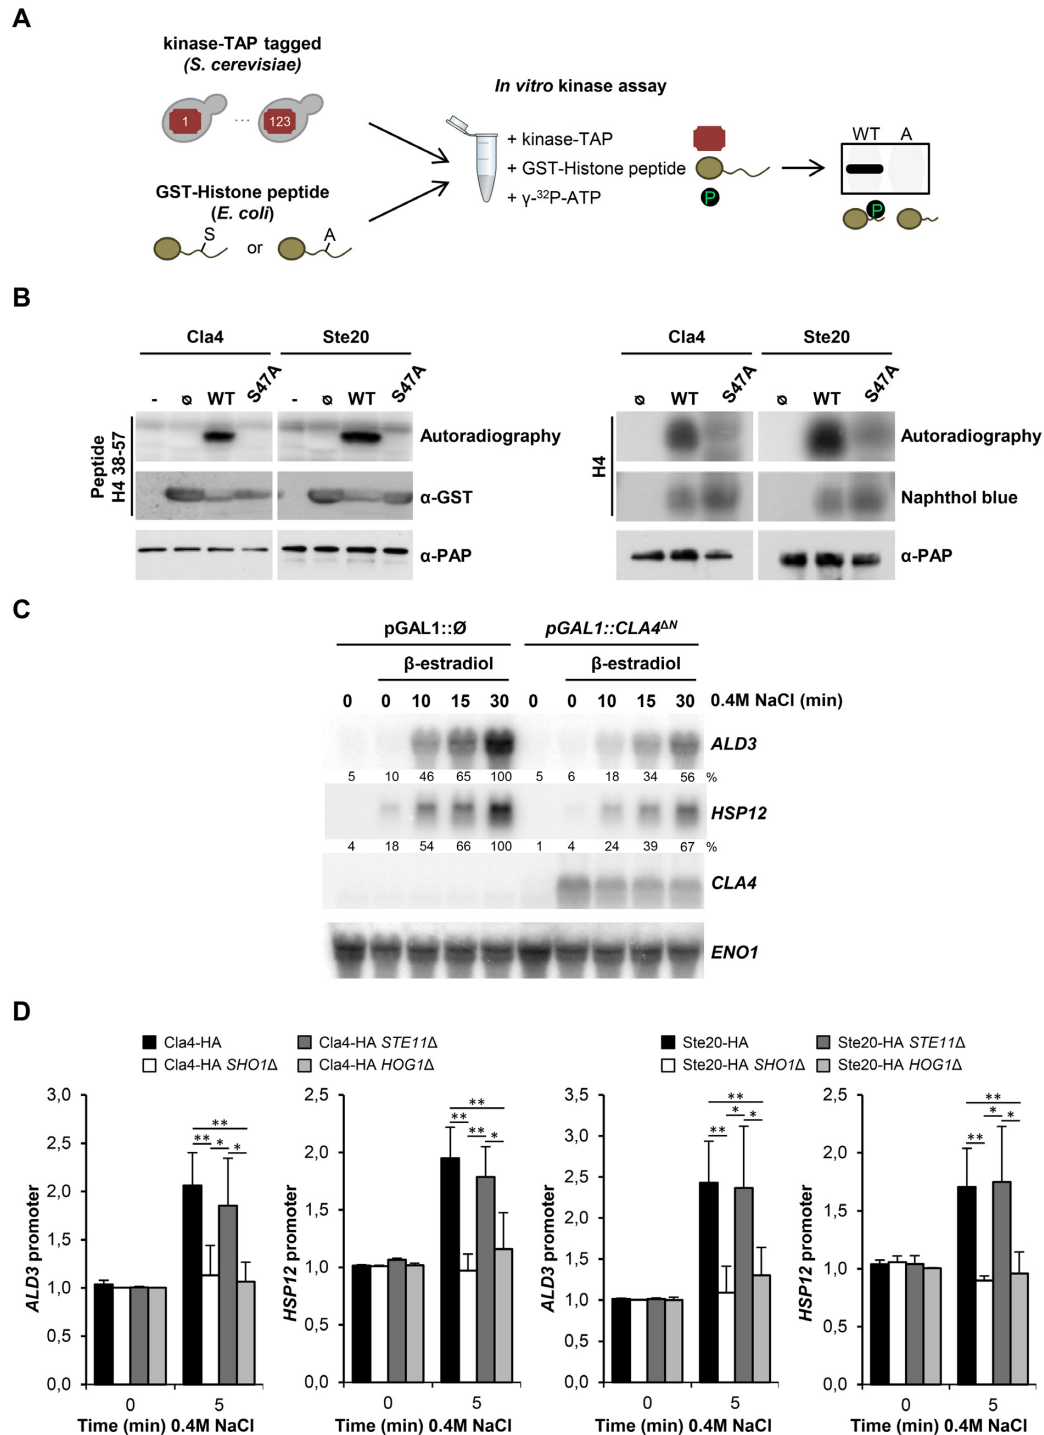 A
kinase-TAP tagged
(S. cerevisiae)
1 ... 123
GST-Histone peptide
(E. coli)
S or A
In vitro kinase assay
+ kinase-TAP
+ GST-Histone peptide
+ γ-³²P-ATP P
WT A
P
B
Cla4 Ste20
- ⌀ WT S47A - ⌀ WT S47A
Peptide
H4 38-57
Autoradiography
α-GST
α-PAP
Cla4 Ste20
⌀ WT S47A ⌀ WT S47A
H4
Autoradiography
Naphthol blue
α-PAP
C
pGAL1::Ø pGAL1::CLA4ΔN
β-estradiol β-estradiol
0 0 10 15 30 0 0 10 15 30 0.4M NaCl (min)
ALD3
5 10 46 65 100 5 6 18 34 56 %
HSP12
4 18 54 66 100 1 4 24 39 67 %
CLA4
ENO1
D
Cla4-HA Cla4-HA STE11Δ
Cla4-HA SHO1Δ Cla4-HA HOG1Δ
Ste20-HA Ste20-HA STE11Δ
Ste20-HA SHO1Δ Ste20-HA HOG1Δ
ALD3 promoter
3,0
2,5
2,0
1,5
1,0
0,5
0,0
**
** * *
0 5
HSP12 promoter
2,5
2,0
1,5
1,0
0,5
0,0
**
** ** *
0 5
Time (min) 0.4M NaCl
ALD3 promoter
3,5
3,0
2,5
2,0
1,5
1,0
0,5
0,0
**
** * *
0 5
HSP12 promoter
2,5
2,0
1,5
1,0
0,5
0,0
**
** * *
0 5
Time (min) 0.4M NaCl